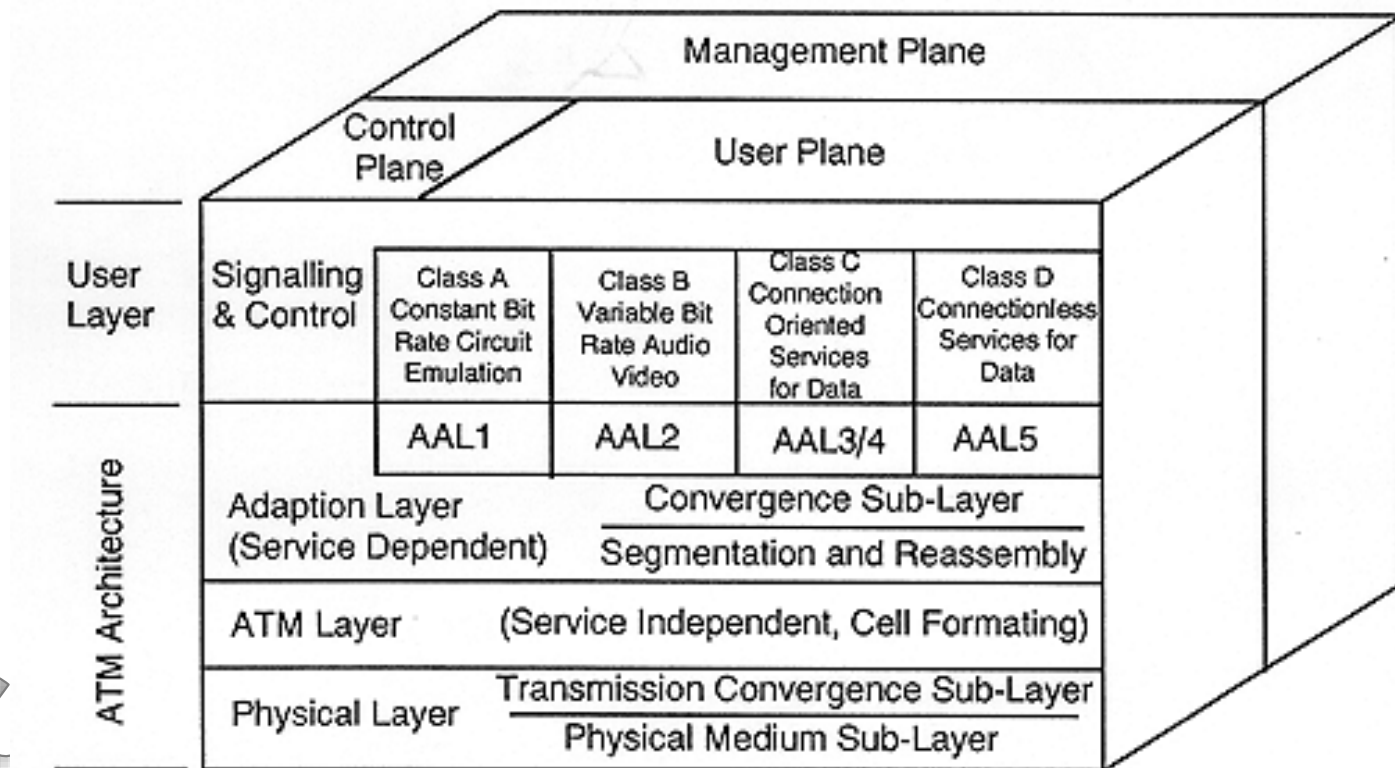 Management Plane
Control
Plane
User Plane
User
Layer
Signalling
& Control
Class A
Constant Bit
Rate Circuit
Emulation
Class B
Variable Bit
Rate Audio
Video
Class C
Connection
Oriented
Services
for Data
Class D
Connectionless
Services for
Data
ATM Architecture
AAL1
AAL2
AAL3/4
AAL5
Adaption Layer
(Service Dependent)
Convergence Sub-Layer
Segmentation and Reassembly
ATM Layer
(Service Independent, Cell Formating)
Physical Layer
Transmission Convergence Sub-Layer
Physical Medium Sub-Layer